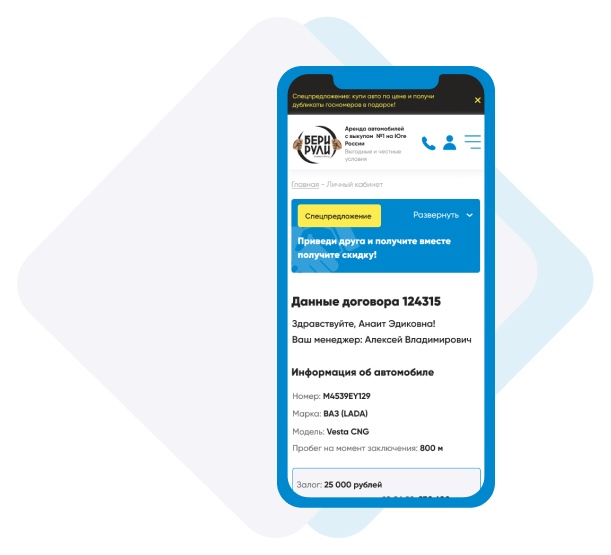 Спецпредложение: купи авто по цене и получи
дубликаты госномеров в подарок!
БЕРИ
РУЛИ
Аренда автомобилей
с выкупом №1 на Юге
России
Выгодные и честные
условия
Главная – Личный кабинет
Спецпредложение
Развернуть
Приведи друга и получите вместе
получите скидку!
Данные договора 124315
Здравствуйте, Анаит Эдиковна!
Ваш менеджер: Алексей Владимирович
Информация об автомобиле
Номер: М4539ЕУ129
Марка: ВАЗ (LADA)
Модель: Vesta CNG
Пробег на момент заключения: 800 м
Залог: 25 000 рублей